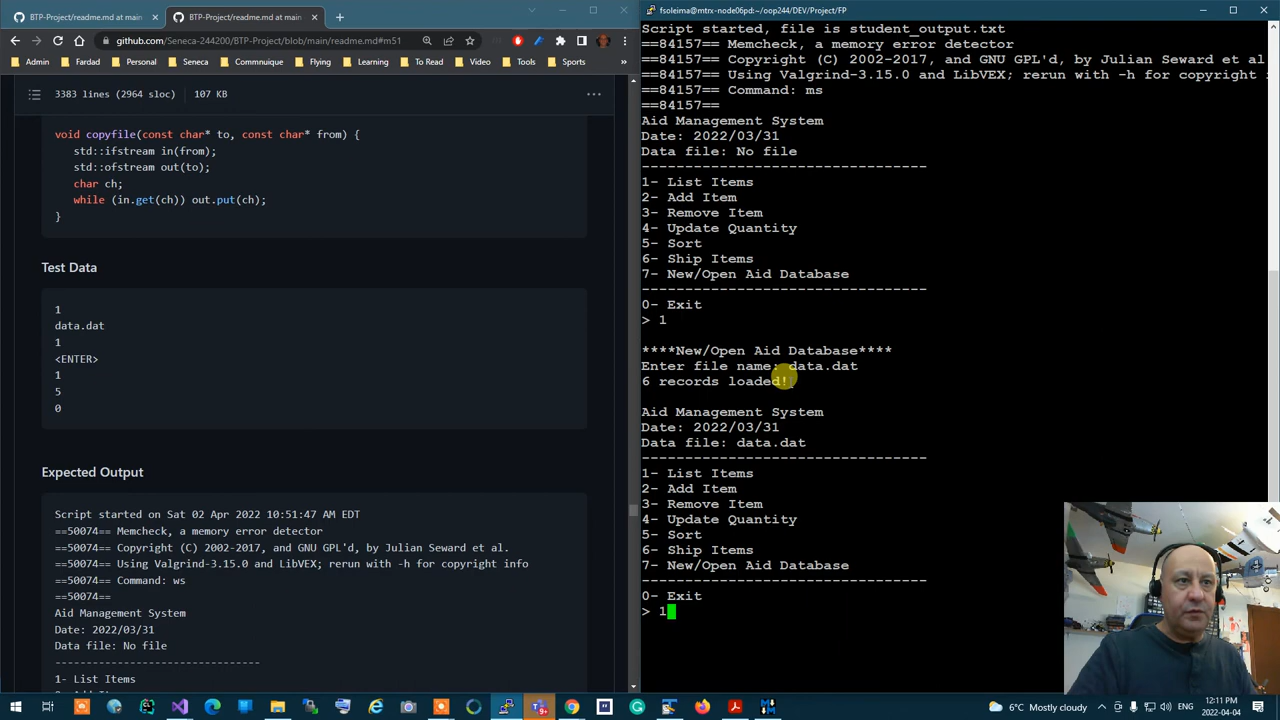 BTP-Project/readme.md at main
BTP-Project/readme.md at main
github.com/Seneca-244200/BTP-Project/blob/main/readme.md#m51
Admin
Fardad
Personal
Seneca
Commnuique
Flying
Learning
To Read
Video
Tools
Sports
3383 lines (2964 sloc)
107 KB
void copyfile(const char* to, const char* from) {
std::ifstream in(from);
std::ofstream out(to);
char ch;
while (in.get(ch)) out.put(ch);
}
Test Data
1
data.dat
1
<ENTER>
1
5
0
Expected Output
Script started on Sat 02 Apr 2022 10:51:47 AM EDT
==50074== Memcheck, a memory error detector
==50074== Copyright (C) 2002-2017, and GNU GPL'd, by Julian Seward et al.
==50074== Using Valgrind-3.15.0 and LibVEX; rerun with -h for copyright info
==50074== Command: ws
==50074==
Aid Management System
Date: 2022/03/31
Data file: No file
---------------------------------
1- List Items
fsoleima@mtrx-node06pd:~/oop244/DEV/Project/FP
Script started, file is student_output.txt
==84157== Memcheck, a memory error detector
==84157== Copyright (C) 2002-2017, and GNU GPL'd, by Julian Seward et al
==84157== Using Valgrind-3.15.0 and LibVEX; rerun with -h for copyright i
==84157== Command: ms
==84157==
Aid Management System
Date: 2022/03/31
Data file: No file
---------------------------------
1- List Items
2- Add Item
3- Remove Item
4- Update Quantity
5- Sort
6- Ship Items
7- New/Open Aid Database
---------------------------------
0- Exit
> 1
****New/Open Aid Database****
Enter file name: data.dat
6 records loaded!
Aid Management System
Date: 2022/03/31
Data file: data.dat
---------------------------------
1- List Items
2- Add Item
3- Remove Item
4- Update Quantity
5- Sort
6- Ship Items
7- New/Open Aid Database
---------------------------------
0- Exit
> 1
6°C Mostly cloudy
12:11 PM
2022-04-04